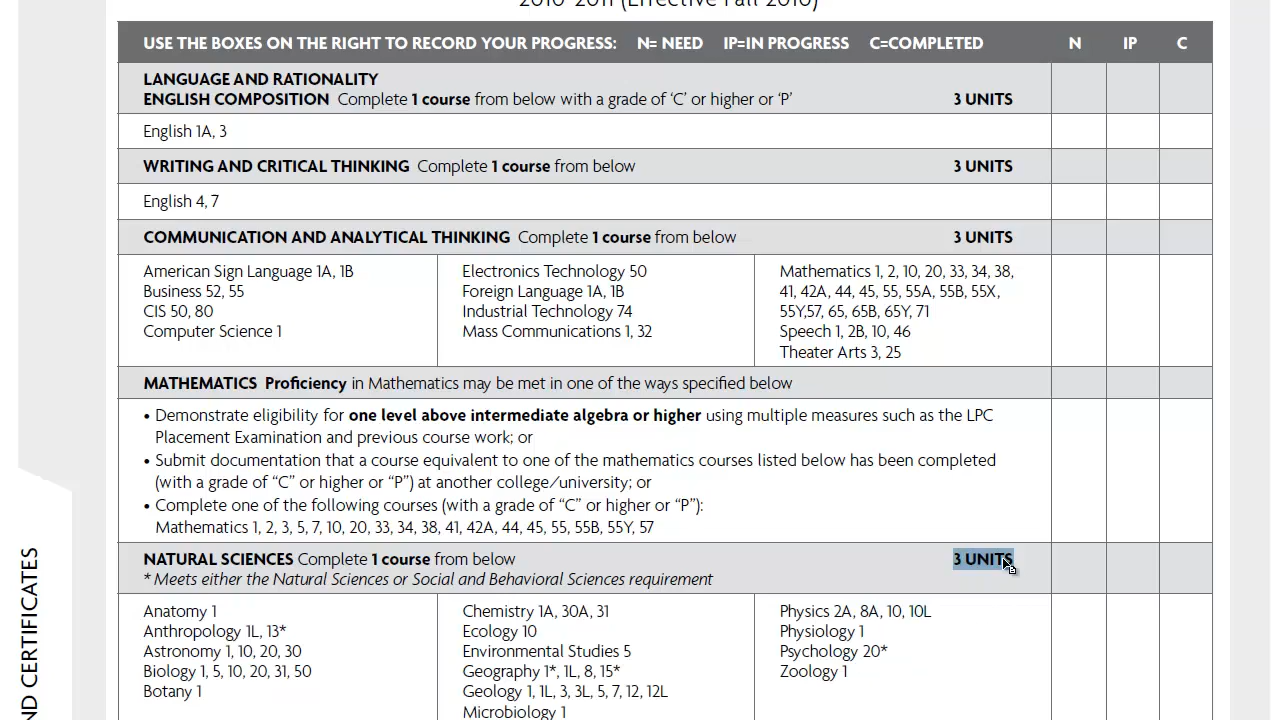 2010-2011 (Effective Fall 2010)
USE THE BOXES ON THE RIGHT TO RECORD YOUR PROGRESS: N= NEED IP=IN PROGRESS C=COMPLETED N IP C
LANGUAGE AND RATIONALITY
ENGLISH COMPOSITION Complete 1 course from below with a grade of ‘C’ or higher or ‘P’ 3 UNITS
English 1A, 3
WRITING AND CRITICAL THINKING Complete 1 course from below 3 UNITS
English 4, 7
COMMUNICATION AND ANALYTICAL THINKING Complete 1 course from below 3 UNITS
American Sign Language 1A, 1B
Business 52, 55
CIS 50, 80
Computer Science 1
Electronics Technology 50
Foreign Language 1A, 1B
Industrial Technology 74
Mass Communications 1, 32
Mathematics 1, 2, 10, 20, 33, 34, 38,
41, 42A, 44, 45, 55, 55A, 55B, 55X,
55Y,57, 65, 65B, 65Y, 71
Speech 1, 2B, 10, 46
Theater Arts 3, 25
MATHEMATICS Proficiency in Mathematics may be met in one of the ways specified below
• Demonstrate eligibility for one level above intermediate algebra or higher using multiple measures such as the LPC
Placement Examination and previous course work; or
• Submit documentation that a course equivalent to one of the mathematics courses listed below has been completed
(with a grade of “C” or higher or “P”) at another college/university; or
• Complete one of the following courses (with a grade of “C” or higher or “P”):
Mathematics 1, 2, 3, 5, 7, 10, 20, 33, 34, 38, 41, 42A, 44, 45, 55, 55B, 55Y, 57
NATURAL SCIENCES Complete 1 course from below 3 UNITS
* Meets either the Natural Sciences or Social and Behavioral Sciences requirement
Anatomy 1
Anthropology 1L, 13*
Astronomy 1, 10, 20, 30
Biology 1, 5, 10, 20, 31, 50
Botany 1
Chemistry 1A, 30A, 31
Ecology 10
Environmental Studies 5
Geography 1*, 1L, 8, 15*
Geology 1, 1L, 3, 3L, 5, 7, 12, 12L
Microbiology 1
Physics 2A, 8A, 10, 10L
Physiology 1
Psychology 20*
Zoology 1
ND CERTIFICATES